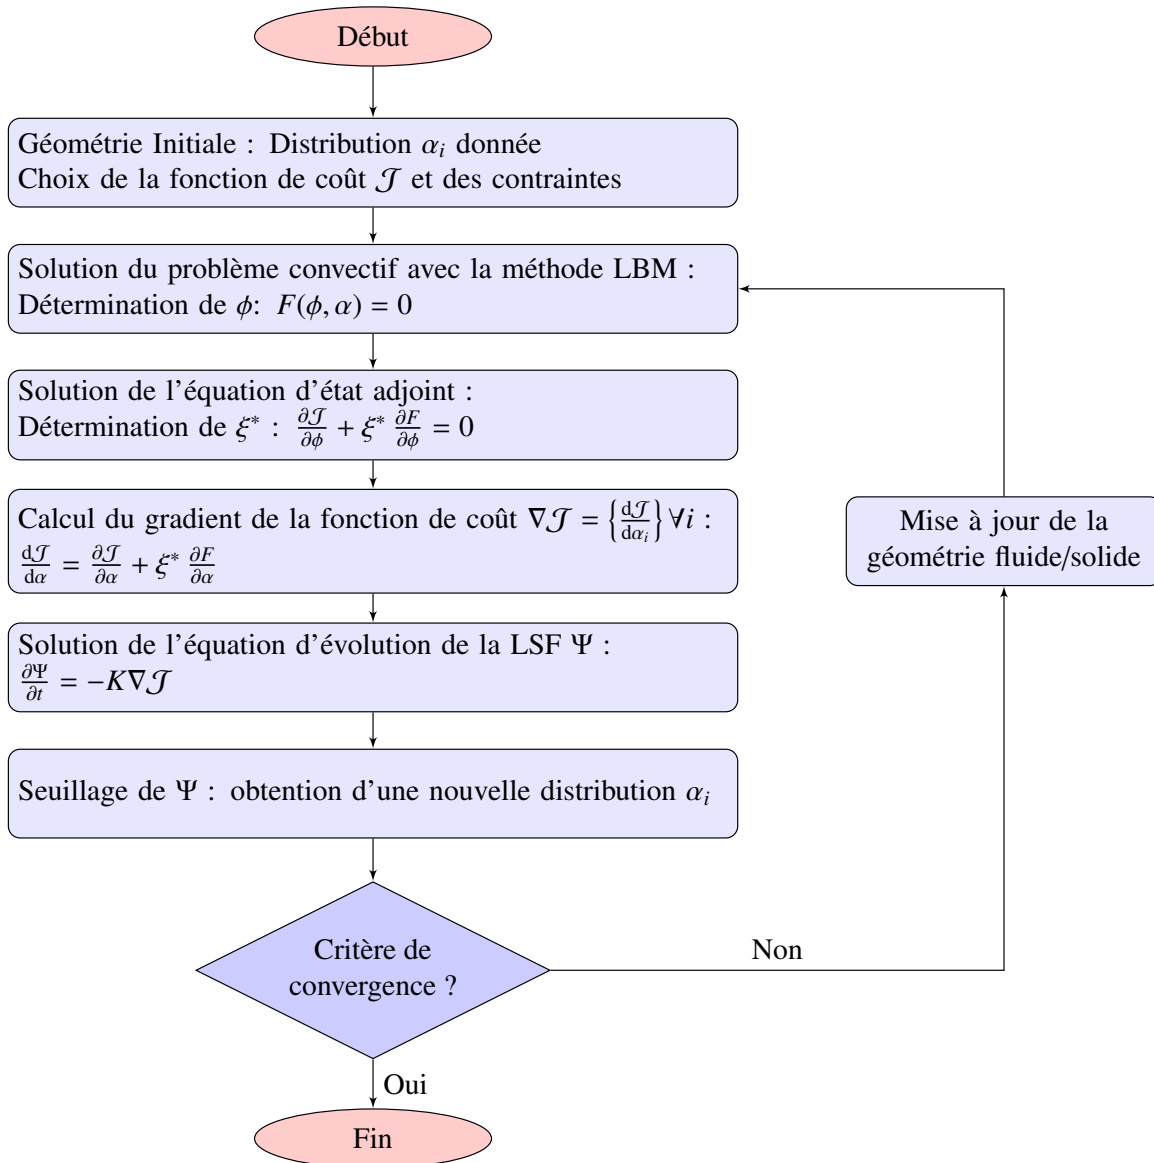 Début
Géométrie Initiale : Distribution αᵢ donnée
Choix de la fonction de coût 𝒥 et des contraintes
Solution du problème convectif avec la méthode LBM :
Détermination de ϕ: F(ϕ, α) = 0
Solution de l'équation d'état adjoint :
Détermination de ξ* : ∂𝒥/∂ϕ + ξ* ∂F/∂ϕ = 0
Calcul du gradient de la fonction de coût ∇𝒥 = {d𝒥/dαᵢ} ∀i :
d𝒥/dα = ∂𝒥/∂α + ξ* ∂F/∂α
Mise à jour de la
géométrie fluide/solide
Solution de l'équation d'évolution de la LSF Ψ :
∂Ψ/∂t = −K∇𝒥
Seuillage de Ψ : obtention d'une nouvelle distribution αᵢ
Critère de
convergence ?
Non
Oui
Fin